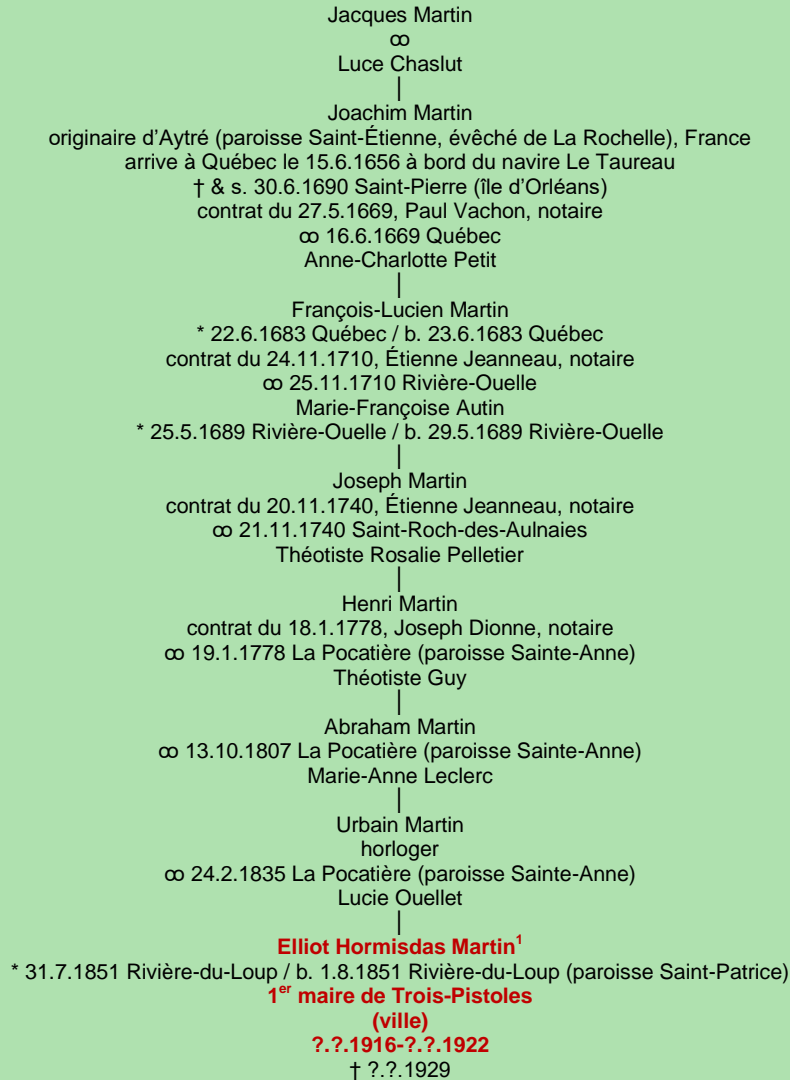 Jacques Martin
ꝏ
Luce Chaslut
|
Joachim Martin
originaire d'Aytré (paroisse Saint-Étienne, évêché de La Rochelle), France
arrive à Québec le 15.6.1656 à bord du navire Le Taureau
† & s. 30.6.1690 Saint-Pierre (île d'Orléans)
contrat du 27.5.1669, Paul Vachon, notaire
ꝏ 16.6.1669 Québec
Anne-Charlotte Petit
|
François-Lucien Martin
* 22.6.1683 Québec / b. 23.6.1683 Québec
contrat du 24.11.1710, Étienne Jeanneau, notaire
ꝏ 25.11.1710 Rivière-Ouelle
Marie-Françoise Autin
* 25.5.1689 Rivière-Ouelle / b. 29.5.1689 Rivière-Ouelle
|
Joseph Martin
contrat du 20.11.1740, Étienne Jeanneau, notaire
ꝏ 21.11.1740 Saint-Roch-des-Aulnaies
Théotiste Rosalie Pelletier
|
Henri Martin
contrat du 18.1.1778, Joseph Dionne, notaire
ꝏ 19.1.1778 La Pocatière (paroisse Sainte-Anne)
Théotiste Guy
|
Abraham Martin
ꝏ 13.10.1807 La Pocatière (paroisse Sainte-Anne)
Marie-Anne Leclerc
|
Urbain Martin
horloger
ꝏ 24.2.1835 La Pocatière (paroisse Sainte-Anne)
Lucie Ouellet
|
Elliot Hormisdas Martin¹
* 31.7.1851 Rivière-du-Loup / b. 1.8.1851 Rivière-du-Loup (paroisse Saint-Patrice)
1er maire de Trois-Pistoles
(ville)
?.?.1916-?.?.1922
† ?.?.1929